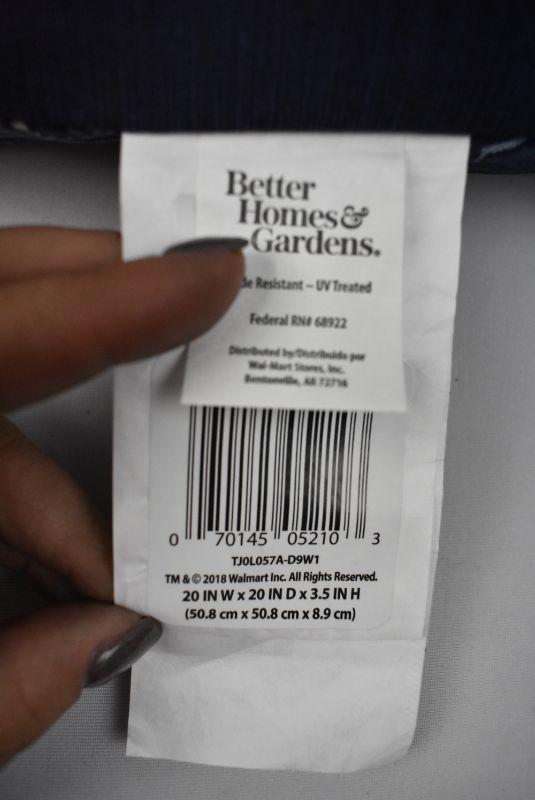 Better
Homes&
Gardens.
Resistant – UV Treated
Federal RN# 68922
Distributed by/Distribuido por
Wal-Mart Stores, Inc.
Bentonville, AR 72716
0 70145 05210 3
TJ0L057A-D9W1
TM & © 2018 Walmart Inc. All Rights Reserved.
20 IN W x 20 IN D x 3.5 IN H
(50.8 cm x 50.8 cm x 8.9 cm)